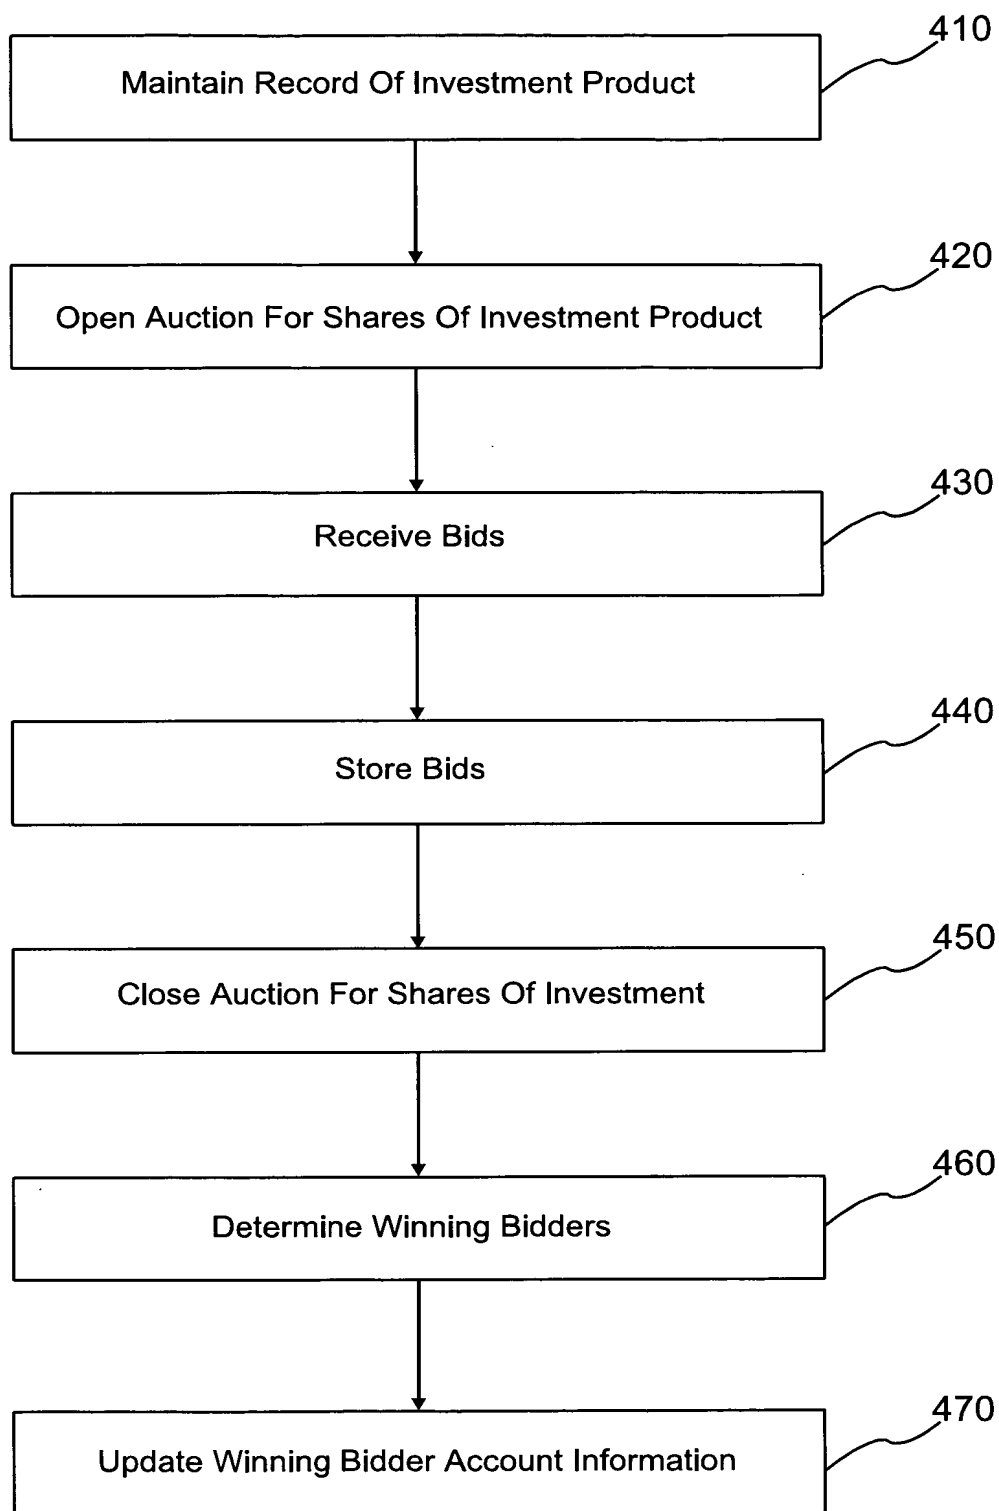 410
Maintain Record Of Investment Product
420
Open Auction For Shares Of Investment Product
430
Receive Bids
440
Store Bids
450
Close Auction For Shares Of Investment
460
Determine Winning Bidders
470
Update Winning Bidder Account Information